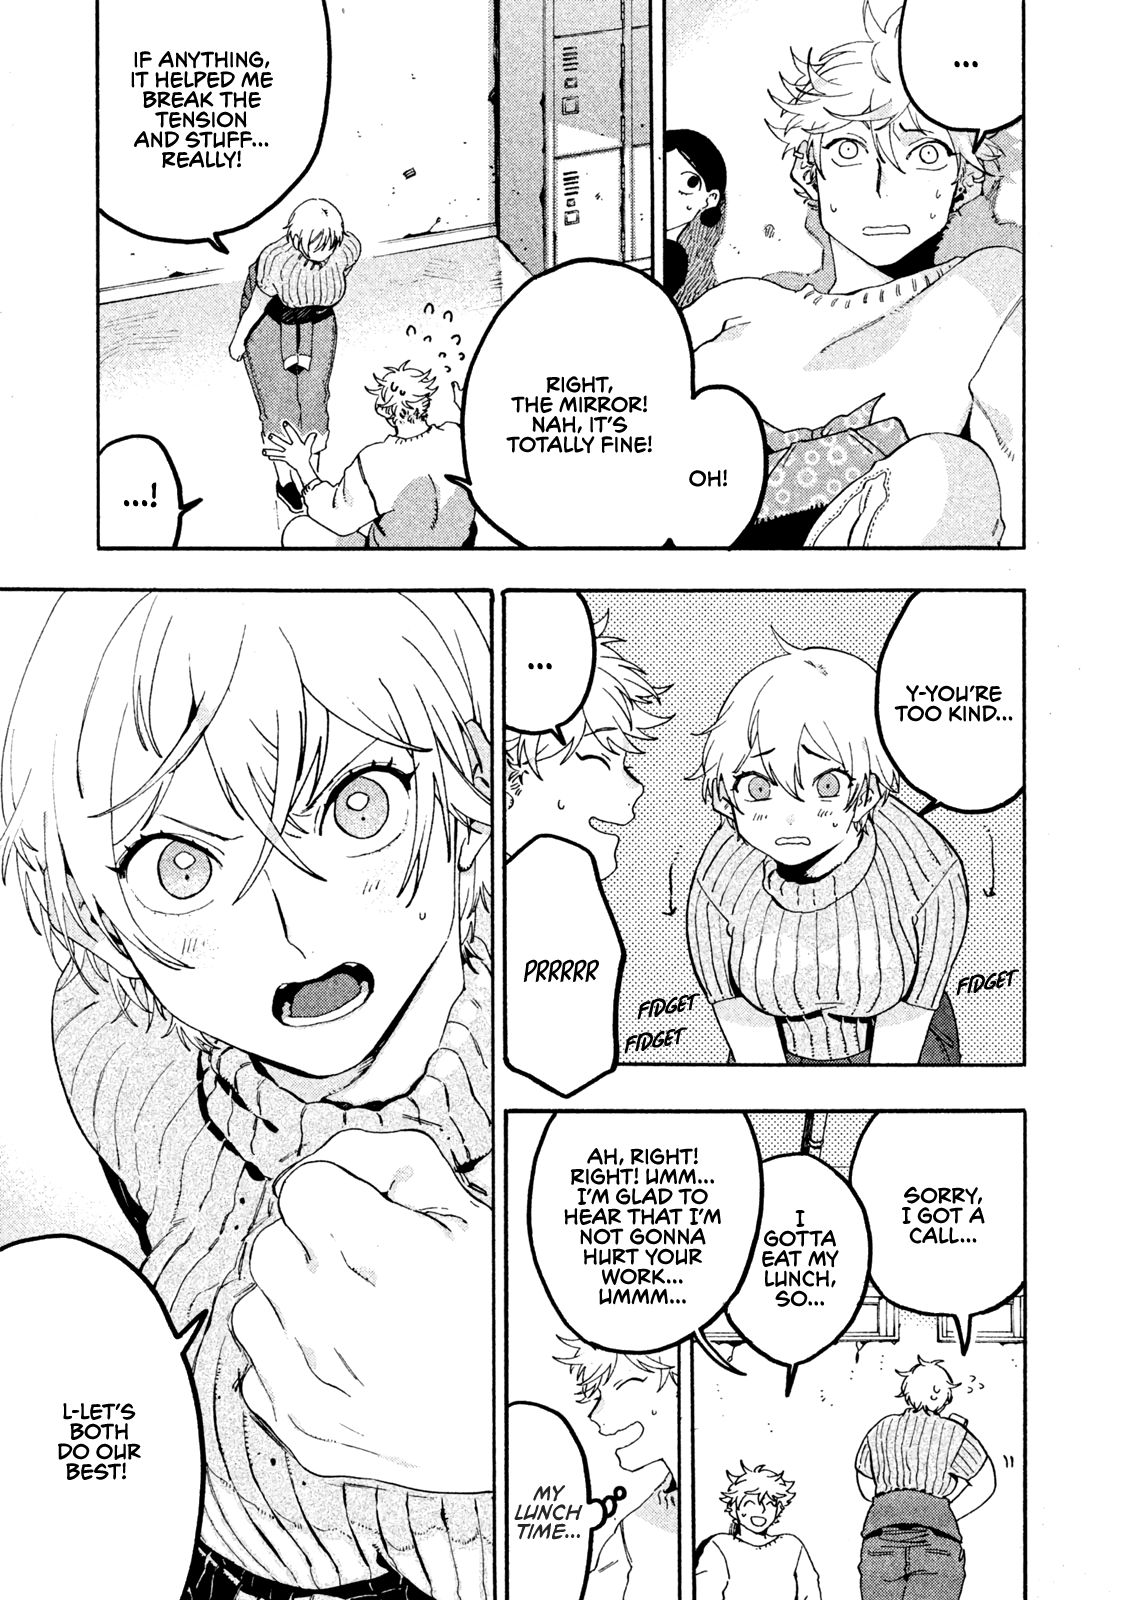 ...
OH!
RIGHT,
THE MIRROR!
NAH, IT'S
TOTALLY FINE!
IF ANYTHING,
IT HELPED ME
BREAK THE
TENSION
AND STUFF...
REALLY!
...!
Y-YOU'RE
TOO KIND...
FIDGET
FIDGET
FIDGET
...
PRRRRR
SORRY,
I GOT A
CALL...
I
GOTTA
EAT MY
LUNCH,
SO...
AH, RIGHT!
RIGHT! UMM...
I'M GLAD TO
HEAR THAT I'M
NOT GONNA
HURT YOUR
WORK...
UMMM...
MY
LUNCH
TIME...
L-LET'S
BOTH
DO OUR
BEST!